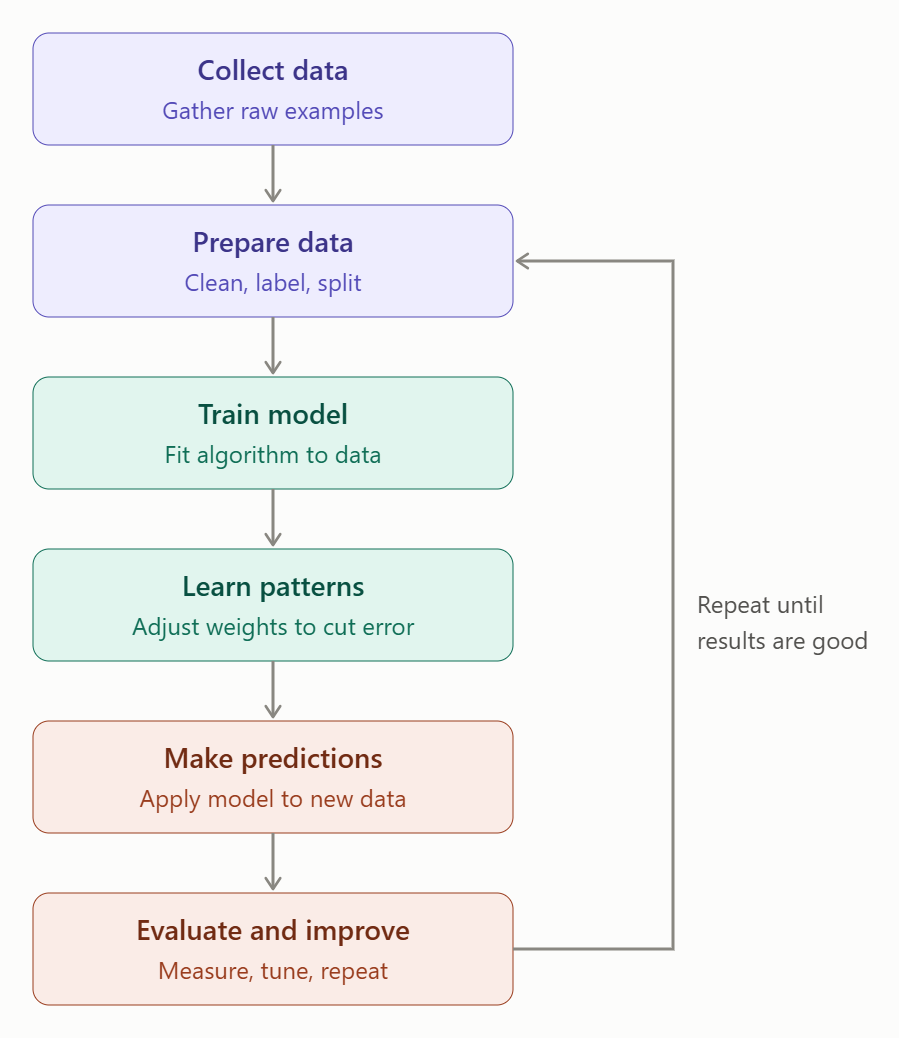 Collect data
Gather raw examples
Prepare data
Clean, label, split
Train model
Fit algorithm to data
Learn patterns
Adjust weights to cut error
Repeat until
results are good
Make predictions
Apply model to new data
Evaluate and improve
Measure, tune, repeat